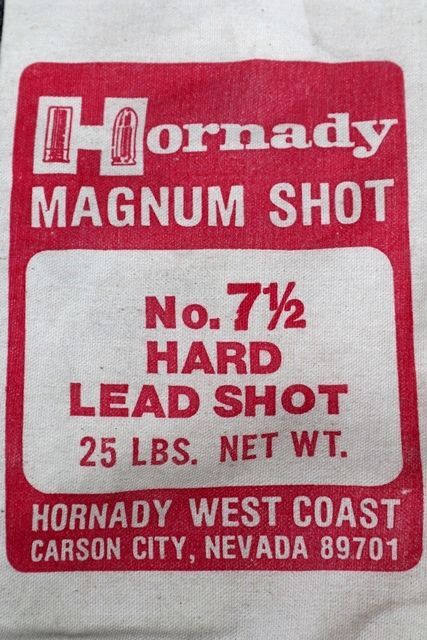 Hornady
MAGNUM SHOT
No. 7½
HARD
LEAD SHOT
25 LBS. NET WT.
HORNADY WEST COAST
CARSON CITY, NEVADA 89701